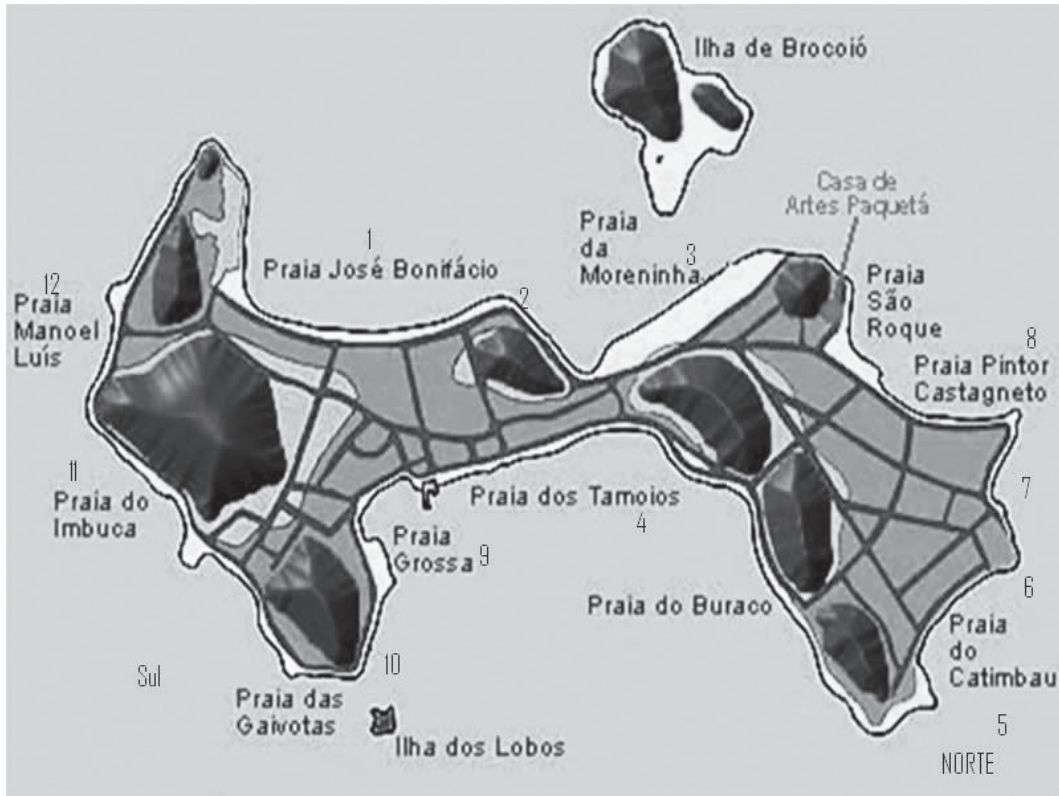 Ilha de Brocoió
Casa de
Artes Paquetá
Praia
da
Moreninha
3
1
Praia José Bonifácio
2
12
Praia
Manoel
Luís
Praia
São
Roque
8
Praia Pintor
Castagneto
11
Praia do
Imbuca
Praia dos Tamoios
4
7
Praia
Grossa
9
Praia do Buraco
6
Praia
do
Catimbau
Sul
10
Praia das
Gaivotas
Ilha dos Lobos
5
NORTE